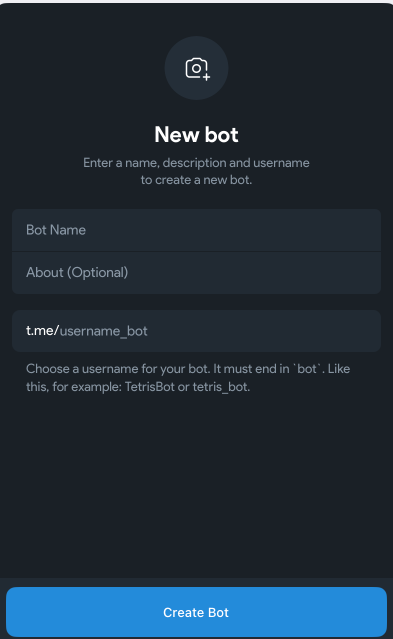 New bot
Enter a name, description and username
to create a new bot.
Bot Name
About (Optional)
t.me/username_bot
Choose a username for your bot. It must end in `bot`. Like
this, for example: TetrisBot or tetris_bot.
Create Bot